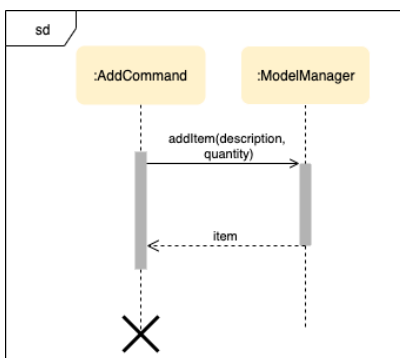 sd
:AddCommand
:ModelManager
addItem(description,
quantity)
item